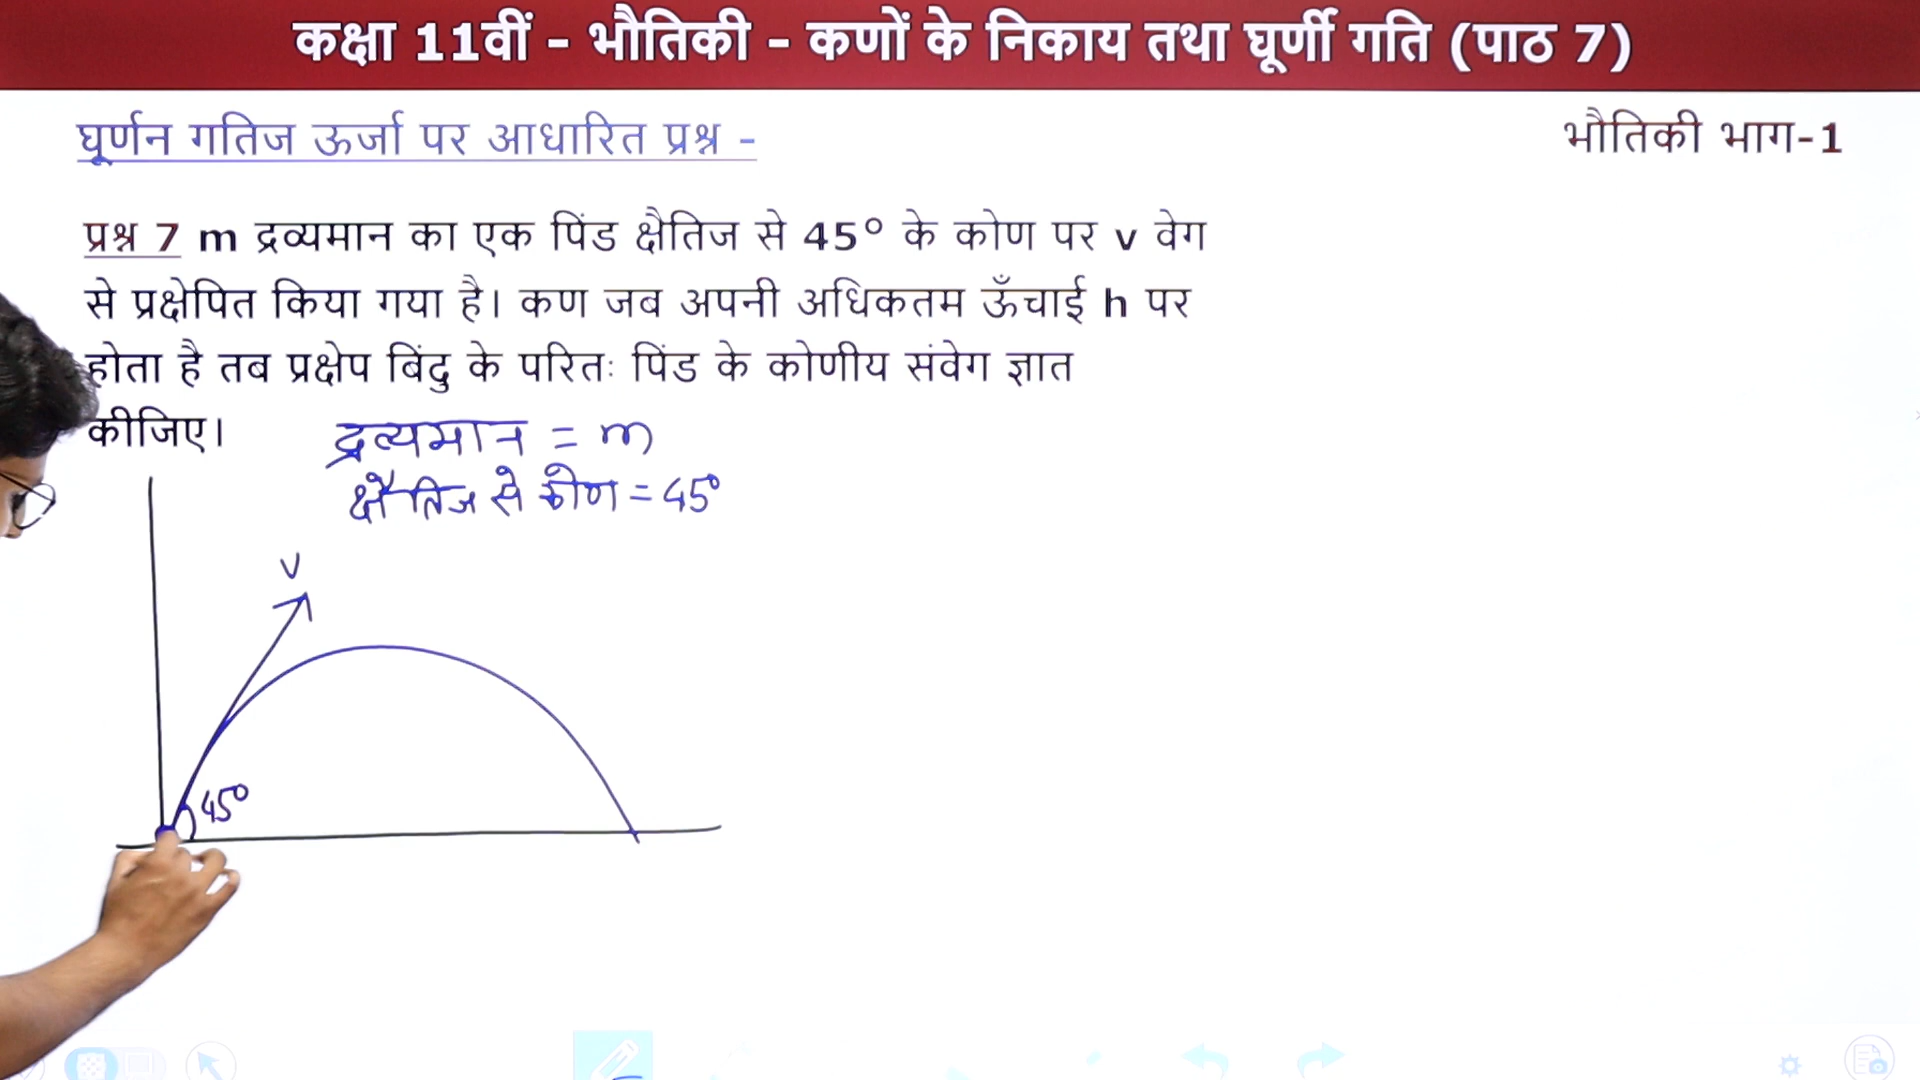 कक्षा 11वीं - भौतिकी - कणों के निकाय तथा घूर्णी गति (पाठ 7)
घूर्णन गतिज ऊर्जा पर आधारित प्रश्न -
भौतिकी भाग-1
प्रश्न 7 m द्रव्यमान का एक पिंड क्षैतिज से 45° के कोण पर v वेग
से प्रक्षेपित किया गया है। कण जब अपनी अधिकतम ऊँचाई h पर
होता है तब प्रक्षेप बिंदु के परितः पिंड के कोणीय संवेग ज्ञात
कीजिए।
द्रव्यमान = m
क्षैतिज से कोण = 45°
v
45°